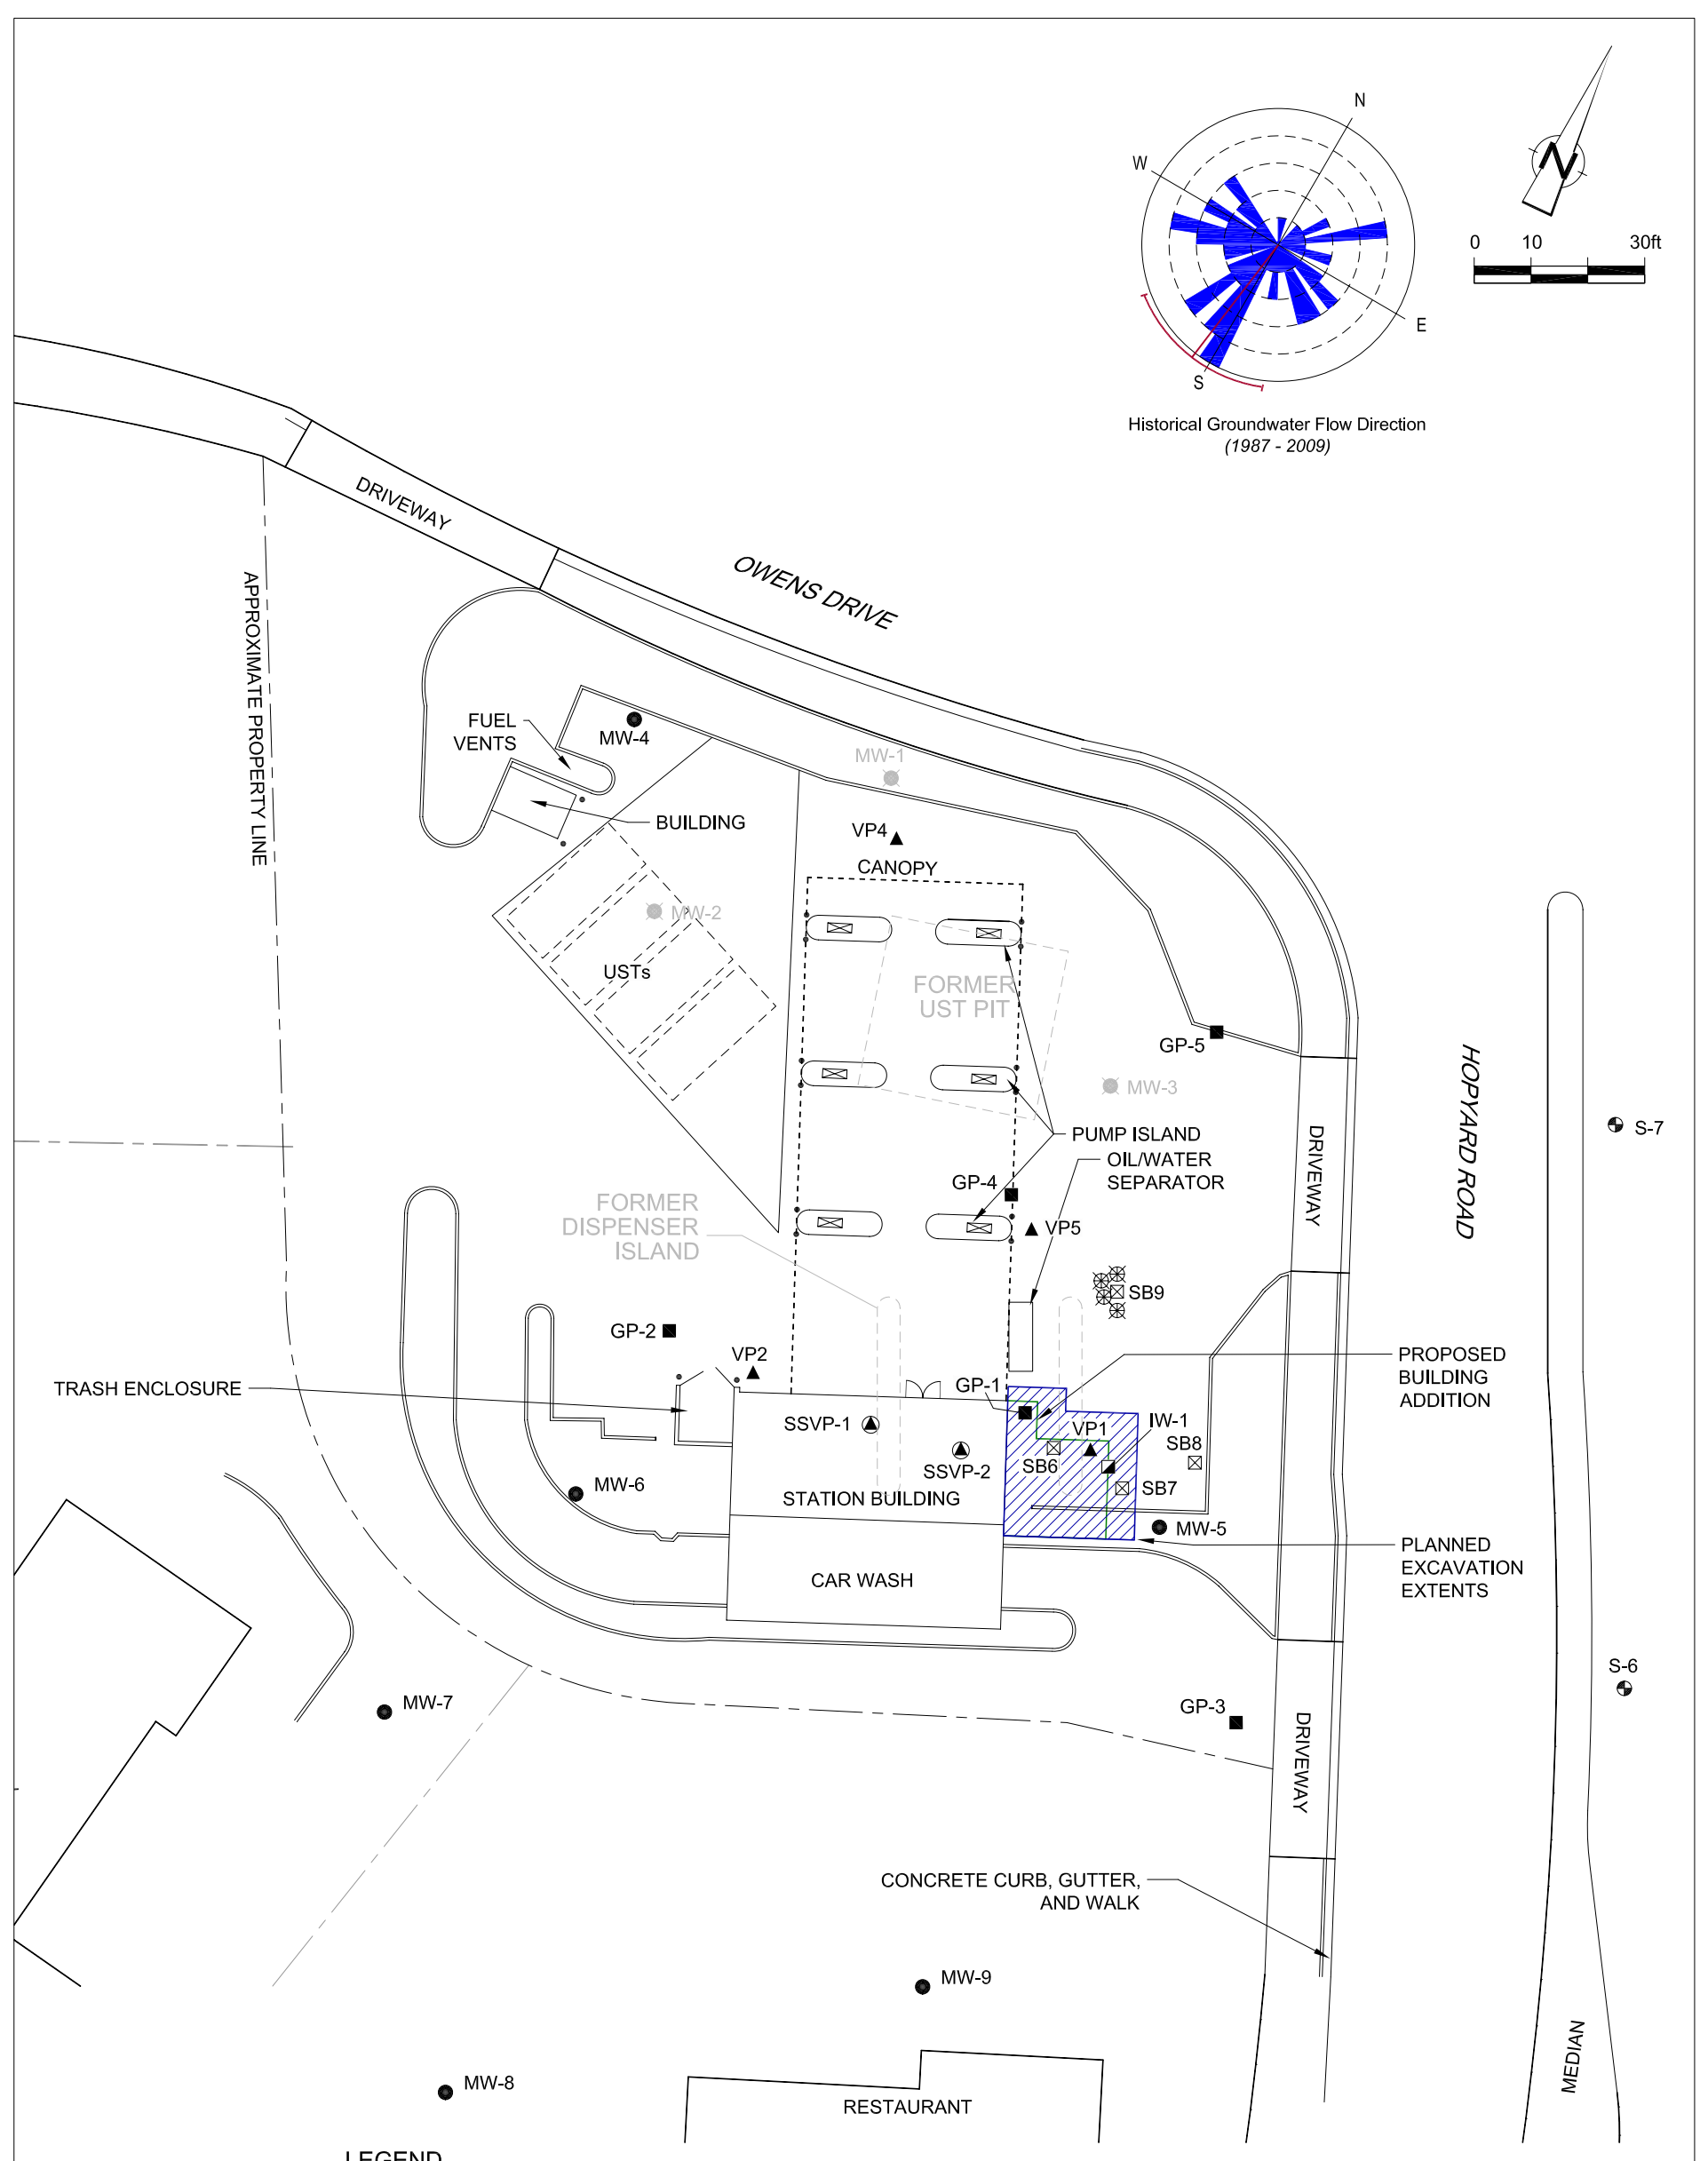 N
W
E
S
N
0 10 30ft
Historical Groundwater Flow Direction
(1987 - 2009)
DRIVEWAY
OWENS DRIVE
APPROXIMATE PROPERTY LINE
FUEL
VENTS
MW-4
MW-1
BUILDING
VP4
CANOPY
MW-2
USTs
FORMER
UST PIT
GP-5
MW-3
HOPYARD ROAD
S-7
PUMP ISLAND
OIL/WATER
SEPARATOR
DRIVEWAY
GP-4
FORMER
DISPENSER
ISLAND
VP5
SB9
GP-2
VP2
TRASH ENCLOSURE
PROPOSED
BUILDING
ADDITION
GP-1
SSVP-1
IW-1
VP1
SB8
SB6
SSVP-2
SB7
MW-6
STATION BUILDING
MW-5
PLANNED
EXCAVATION
EXTENTS
CAR WASH
S-6
MW-7
GP-3
DRIVEWAY
CONCRETE CURB, GUTTER,
AND WALK
MW-9
MEDIAN
MW-8
RESTAURANT
LEGEND